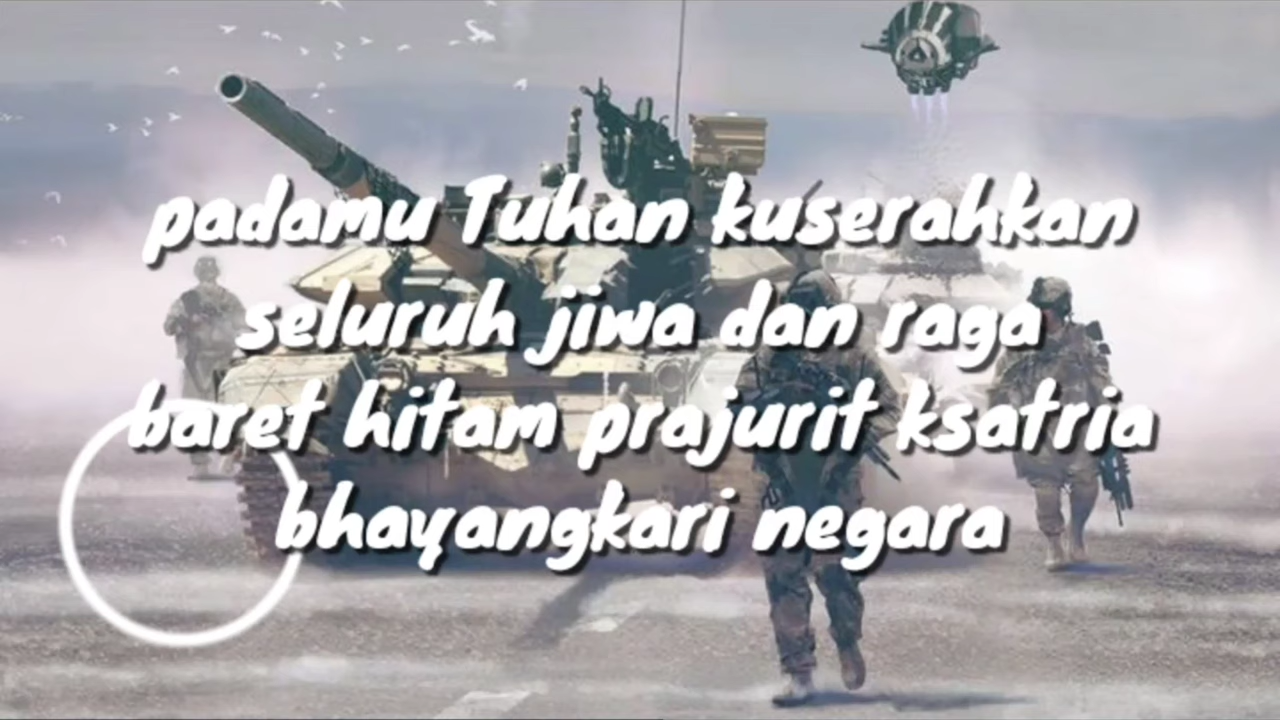 padamu Tuhan kuserahkan
seluruh jiwa dan raga
baret hitam prajurit ksatria
bhayangkari negara